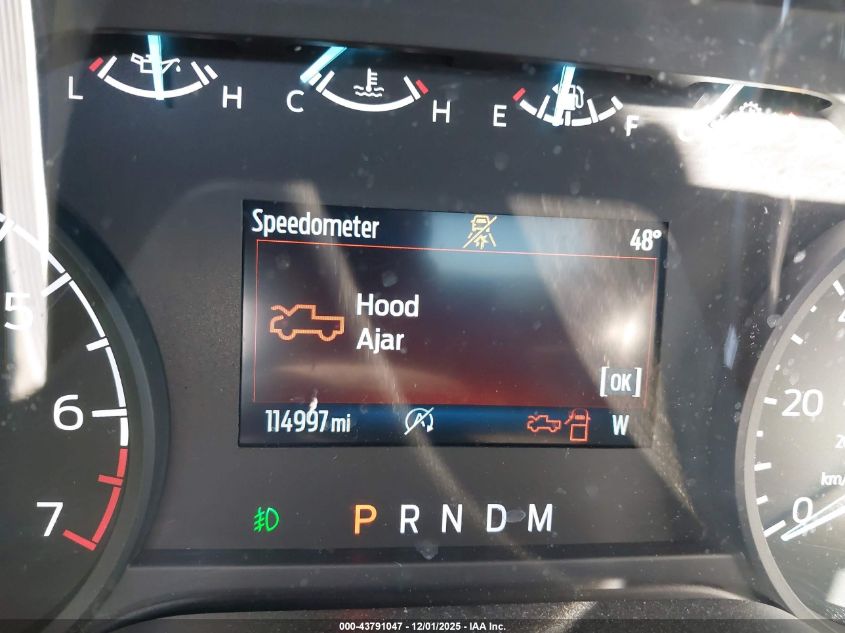 L H C H E F C
Speedometer 48°
Hood
Ajar
[OK]
114997 mi W
5
6
7
P R N D M
20
0
km/
000-43791047 - 12/01/2025 - IAA Inc.